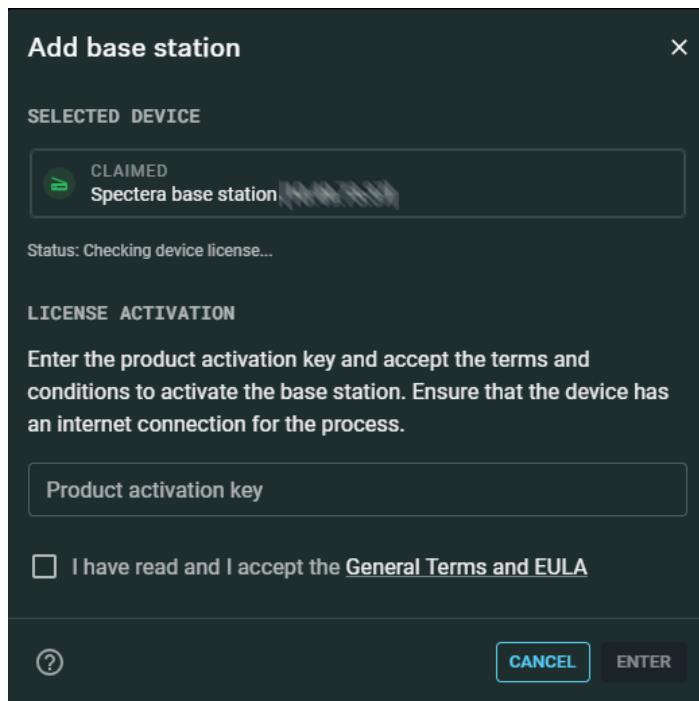 Add base station
SELECTED DEVICE
CLAIMED
Spectera base station
Status: Checking device license...
LICENSE ACTIVATION
Enter the product activation key and accept the terms and
conditions to activate the base station. Ensure that the device has
an internet connection for the process.
Product activation key
I have read and I accept the General Terms and EULA
CANCEL
ENTER